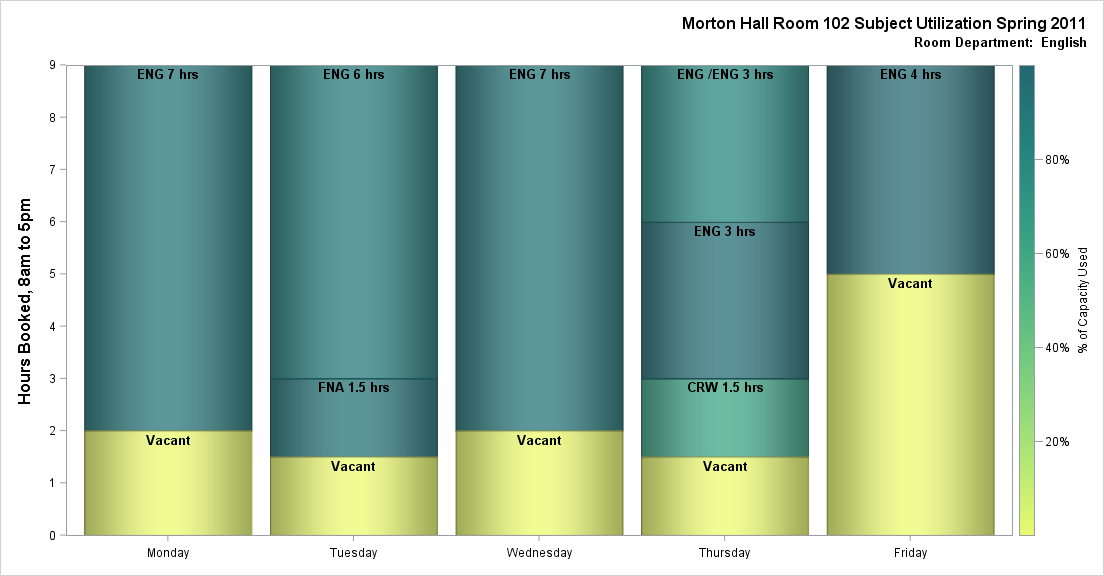 Morton Hall Room 102 Subject Utilization Spring 2011
Room Department:  English
Hours Booked, 8am to 5pm
9
8
7
6
5
4
3
2
1
0
ENG 7 hrs
Vacant
Monday
ENG 6 hrs
FNA 1.5 hrs
Vacant
Tuesday
ENG 7 hrs
Vacant
Wednesday
ENG /ENG 3 hrs
ENG 3 hrs
CRW 1.5 hrs
Vacant
Thursday
ENG 4 hrs
Vacant
Friday
80%
60%
40%
20%
% of Capacity Used